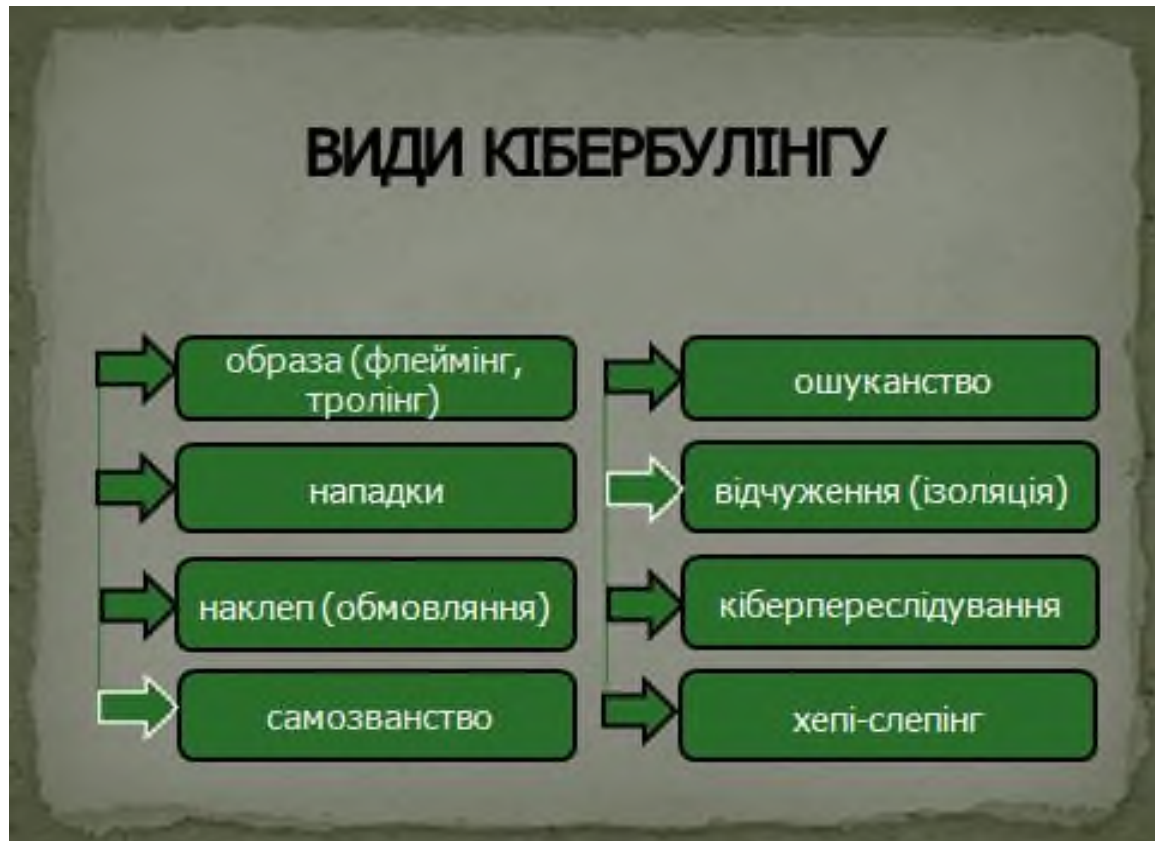 ВИДИ КІБЕРБУЛІНГУ
образа (флеймінг,
тролінг)
нападки
наклеп (обмовляння)
самозванство
ошуканство
відчуження (ізоляція)
кіберпереслідування
хепі-слепінг